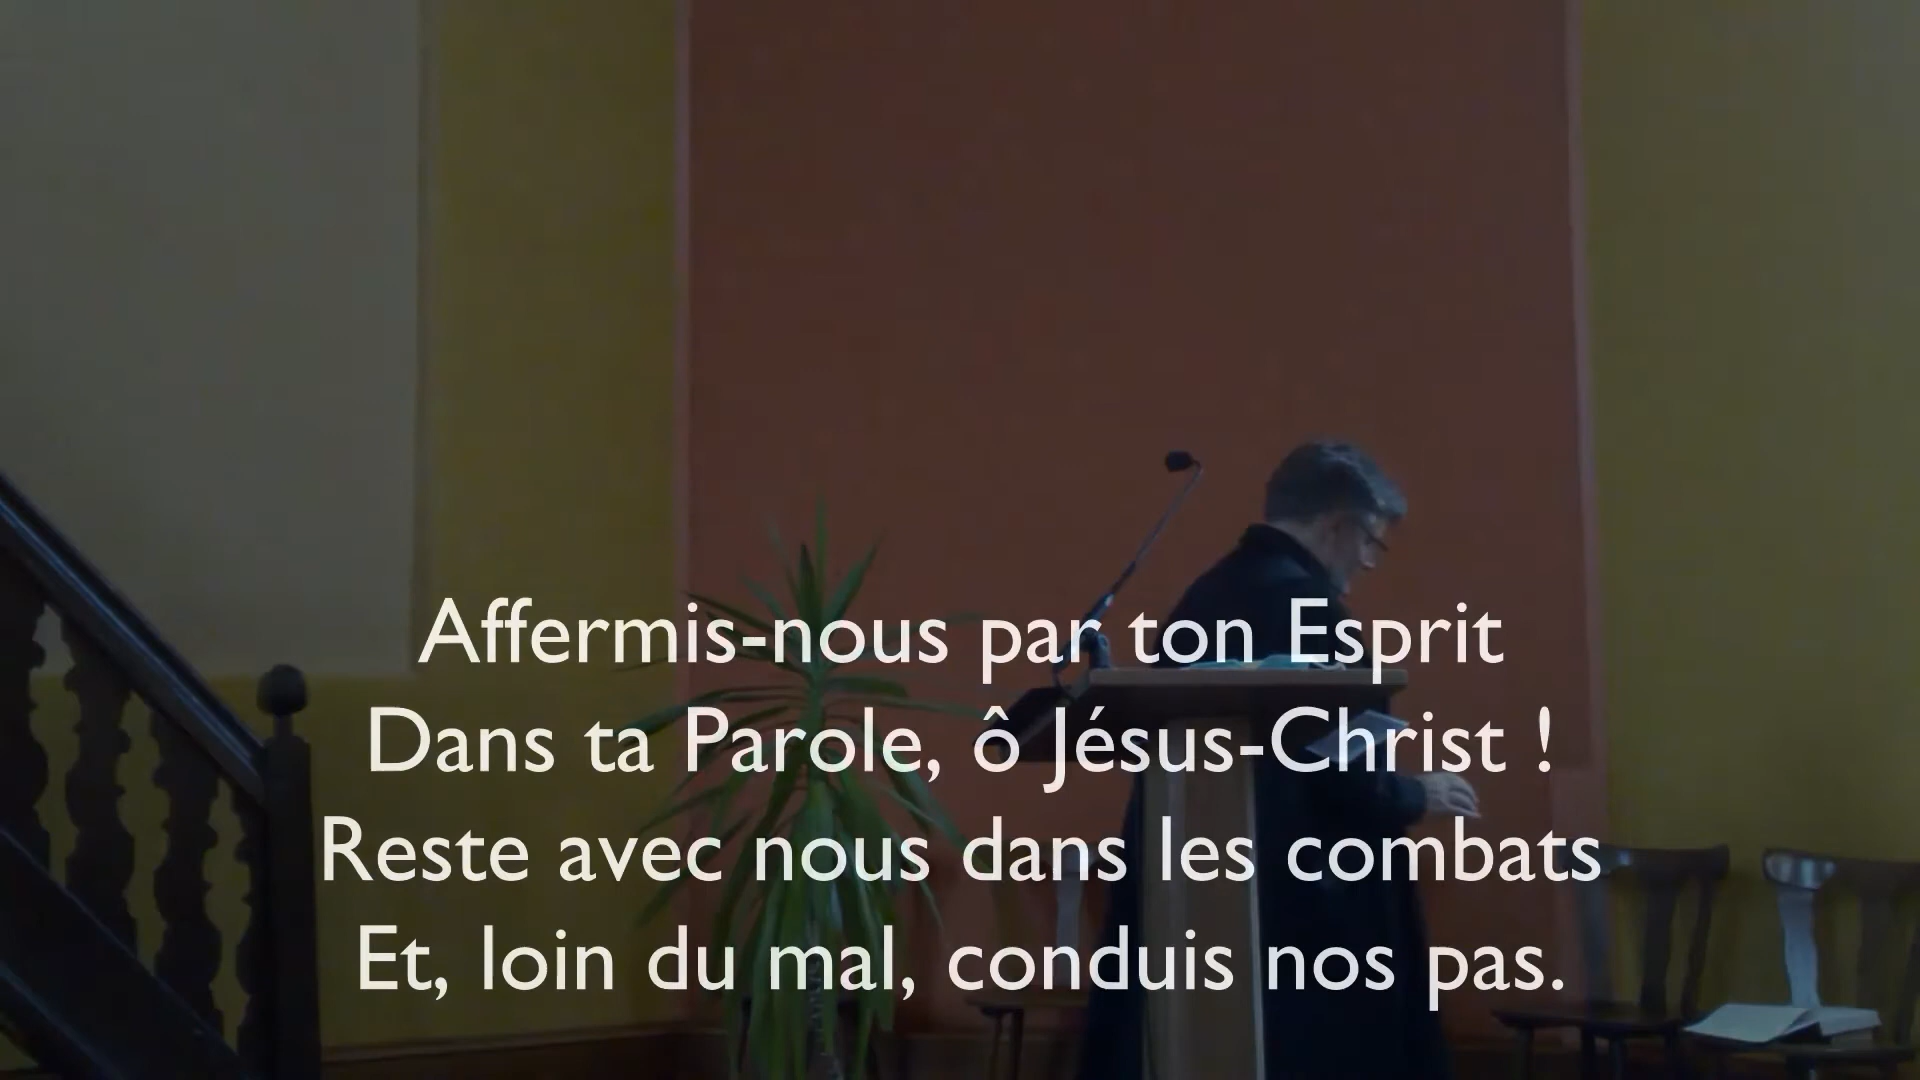 Affermis-nous par ton Esprit
Dans ta Parole, ô Jésus-Christ !
Reste avec nous dans les combats
Et, loin du mal, conduis nos pas.